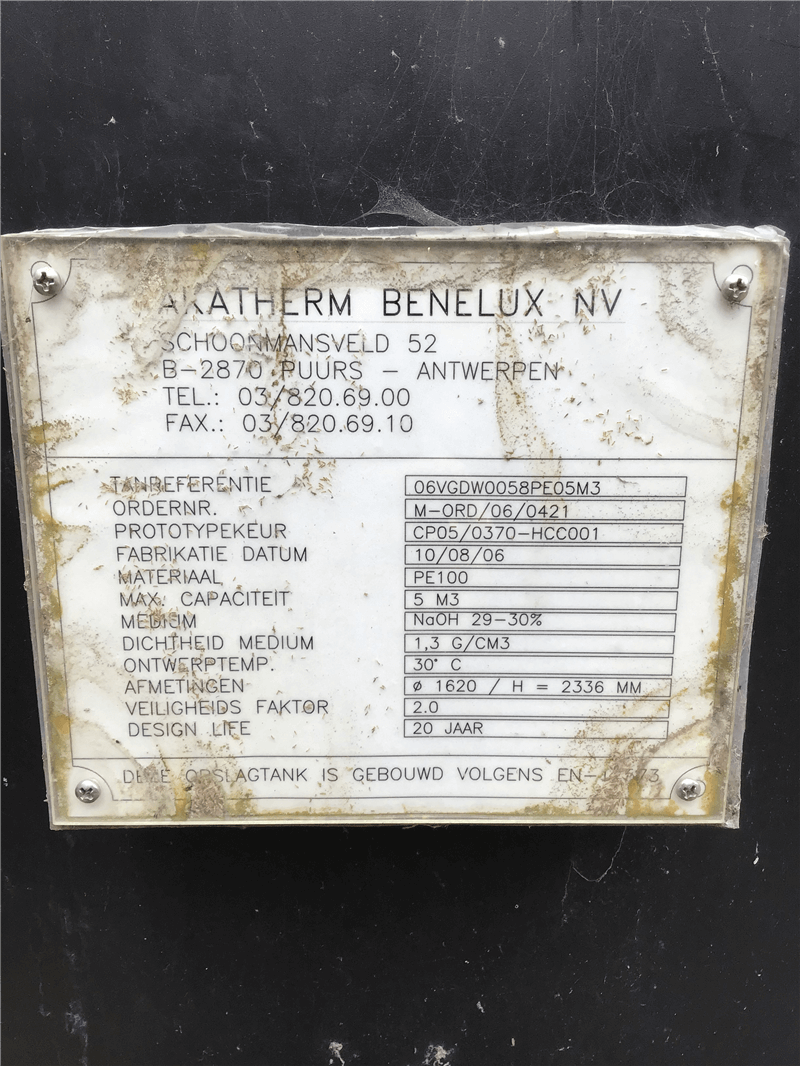 AKATHERM BENELUX NV
SCHOONMANSVELD 52
B-2870 PUURS - ANTWERPEN
TEL.: 03/820.69.00
FAX.: 03/820.69.10
TANKREFERENTIE 06VGDW0058PE05M3
ORDERNR. M-ORD/06/0421
PROTOTYPEKEUR CP05/0370-HCC001
FABRIKATIE DATUM 10/08/06
MATERIAAL PE100
MAX. CAPACITEIT 5 M3
MEDIUM NaOH 29-30%
DICHTHEID MEDIUM 1,3 G/CM3
ONTWERPTEMP. 30° C
AFMETINGEN ø 1620 / H = 2336 MM
VEILIGHEIDS FAKTOR 2.0
DESIGN LIFE 20 JAAR
DEZE OPSLAGTANK IS GEBOUWD VOLGENS